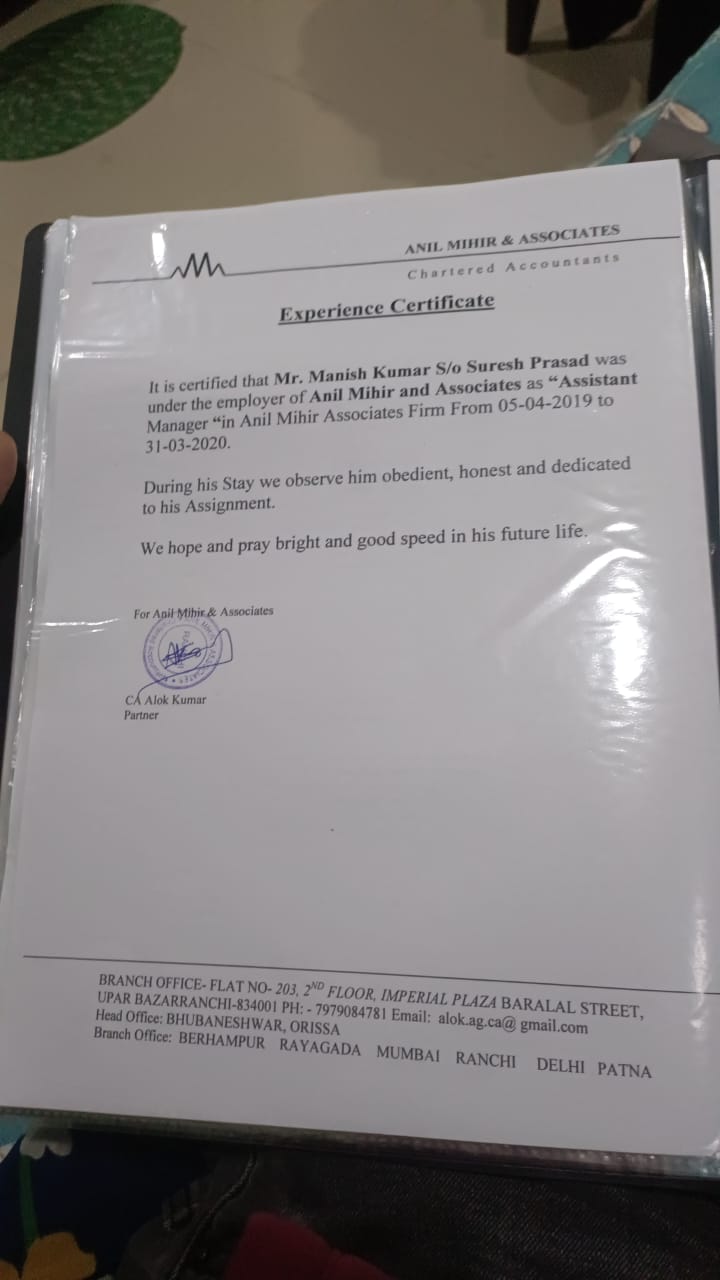 ANIL MIHIR & ASSOCIATES
Chartered Accountants
Experience Certificate
It is certified that Mr. Manish Kumar S/o Suresh Prasad was
under the employer of Anil Mihir and Associates as “Assistant
Manager “in Anil Mihir Associates Firm From 05-04-2019 to
31-03-2020.
During his Stay we observe him obedient, honest and dedicated
to his Assignment.
We hope and pray bright and good speed in his future life.
For Anil Mihir & Associates
CA Alok Kumar
Partner
BRANCH OFFICE- FLAT NO- 203, 2ND FLOOR, IMPERIAL PLAZA BARALAL STREET,
UPAR BAZARRANCHI-834001 PH: - 7979084781 Email: alok.ag.ca@ gmail.com
Head Office: BHUBANESHWAR, ORISSA
Branch Office: BERHAMPUR RAYAGADA MUMBAI RANCHI DELHI PATNA